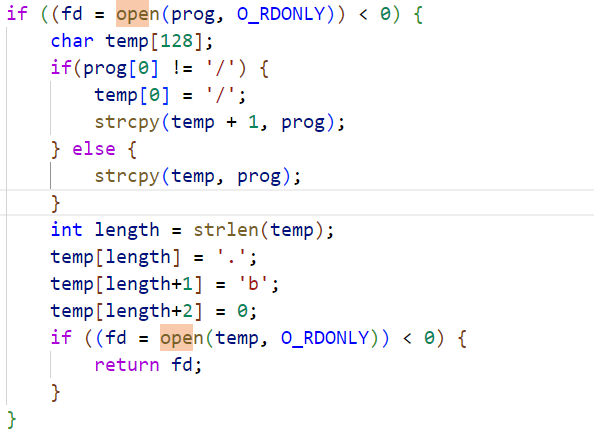 if ((fd = open(prog, O_RDONLY)) < 0) {
    char temp[128];
    if(prog[0] != '/') {
        temp[0] = '/';
        strcpy(temp + 1, prog);
    } else {
        strcpy(temp, prog);
    }
    int length = strlen(temp);
    temp[length] = '.';
    temp[length+1] = 'b';
    temp[length+2] = 0;
    if ((fd = open(temp, O_RDONLY)) < 0) {
        return fd;
    }
}